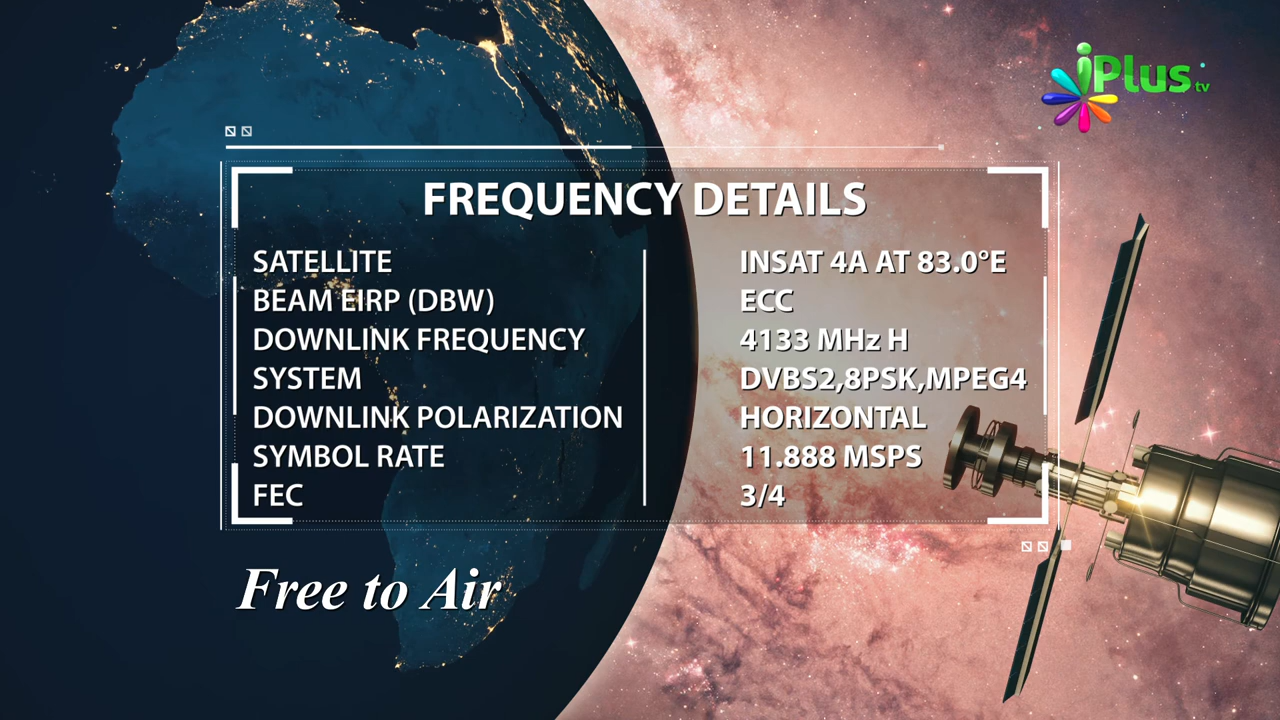 iPlus tv
FREQUENCY DETAILS
SATELLITE INSAT 4A AT 83.0°E
BEAM EIRP (DBW) ECC
DOWNLINK FREQUENCY 4133 MHz H
SYSTEM DVBS2,8PSK,MPEG4
DOWNLINK POLARIZATION HORIZONTAL
SYMBOL RATE 11.888 MSPS
FEC 3/4
Free to Air